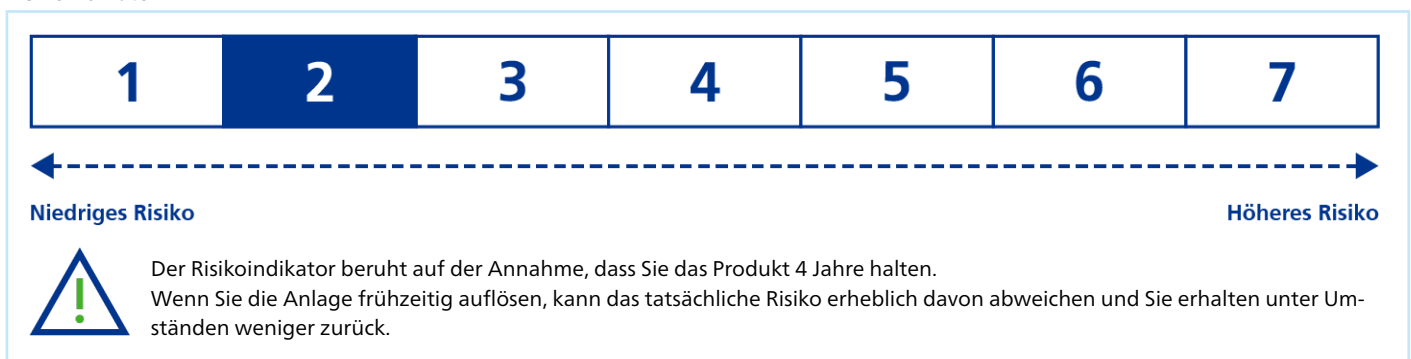 1 2 3 4 5 6 7
Niedriges Risiko Höheres Risiko
Der Risikoindikator beruht auf der Annahme, dass Sie das Produkt 4 Jahre halten.
Wenn Sie die Anlage frühzeitig auflösen, kann das tatsächliche Risiko erheblich davon abweichen und Sie erhalten unter Um-
ständen weniger zurück.